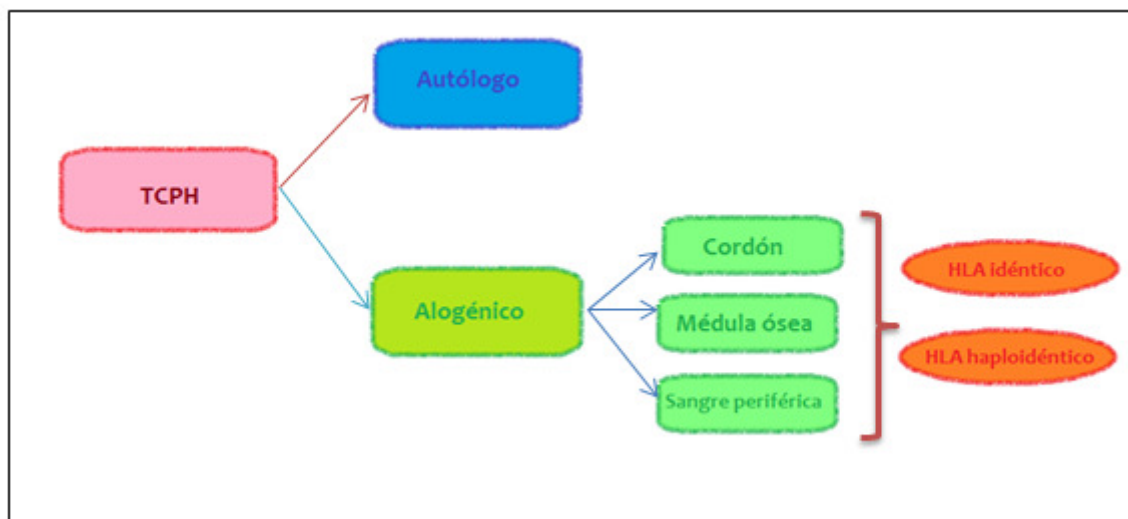 Autólogo
TCPH
Alogénico
Cordón
Médula ósea
Sangre periférica
HLA idéntico
HLA haploidéntico